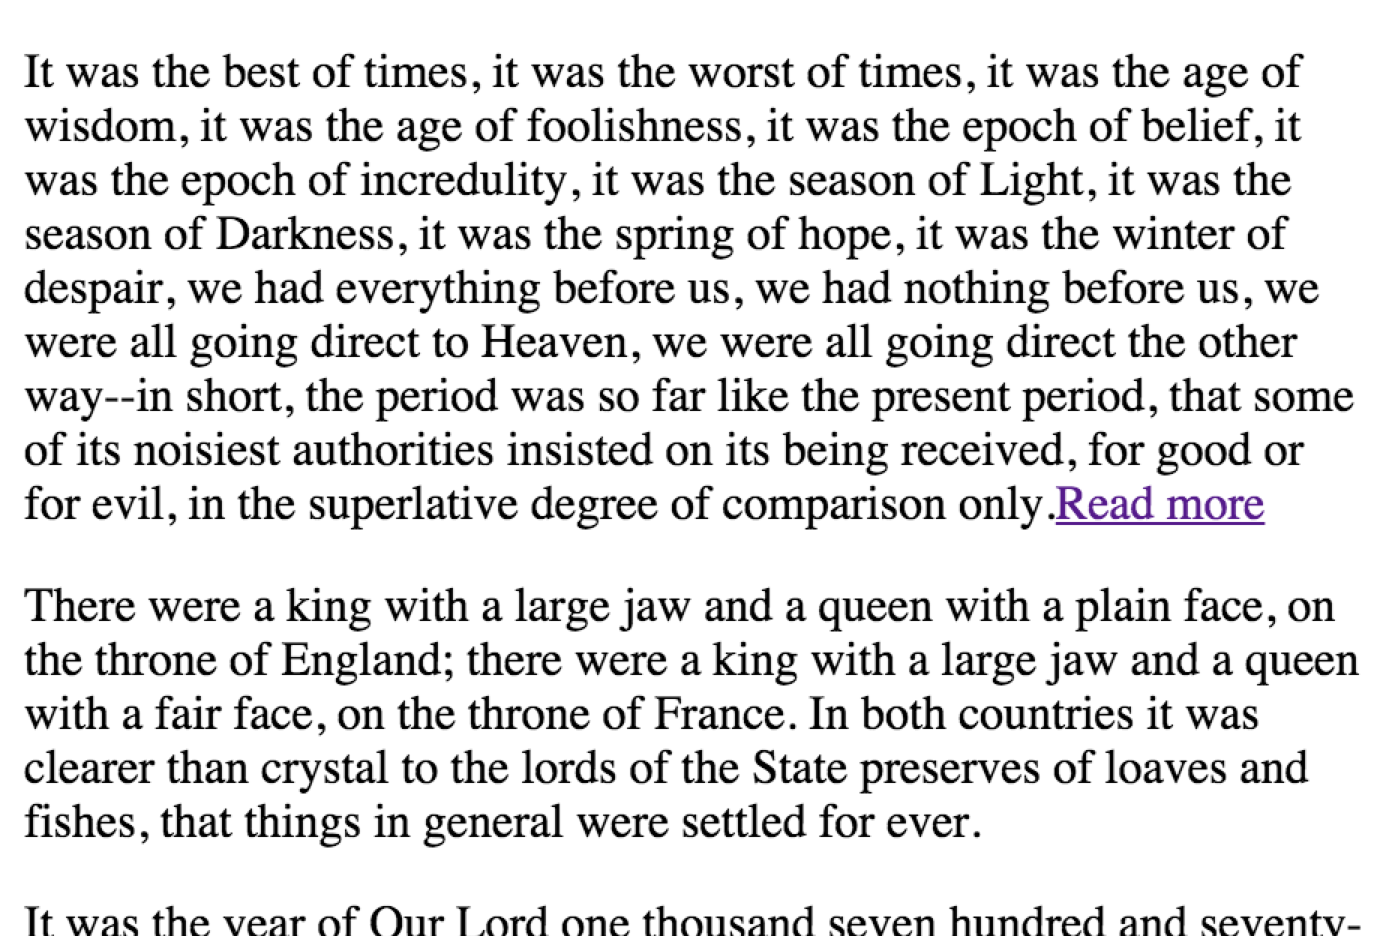 It was the best of times, it was the worst of times, it was the age of
wisdom, it was the age of foolishness, it was the epoch of belief, it
was the epoch of incredulity, it was the season of Light, it was the
season of Darkness, it was the spring of hope, it was the winter of
despair, we had everything before us, we had nothing before us, we
were all going direct to Heaven, we were all going direct the other
way--in short, the period was so far like the present period, that some
of its noisiest authorities insisted on its being received, for good or
for evil, in the superlative degree of comparison only.Read more
There were a king with a large jaw and a queen with a plain face, on
the throne of England; there were a king with a large jaw and a queen
with a fair face, on the throne of France. In both countries it was
clearer than crystal to the lords of the State preserves of loaves and
fishes, that things in general were settled for ever.
It was the year of Our Lord one thousand seven hundred and seventy-